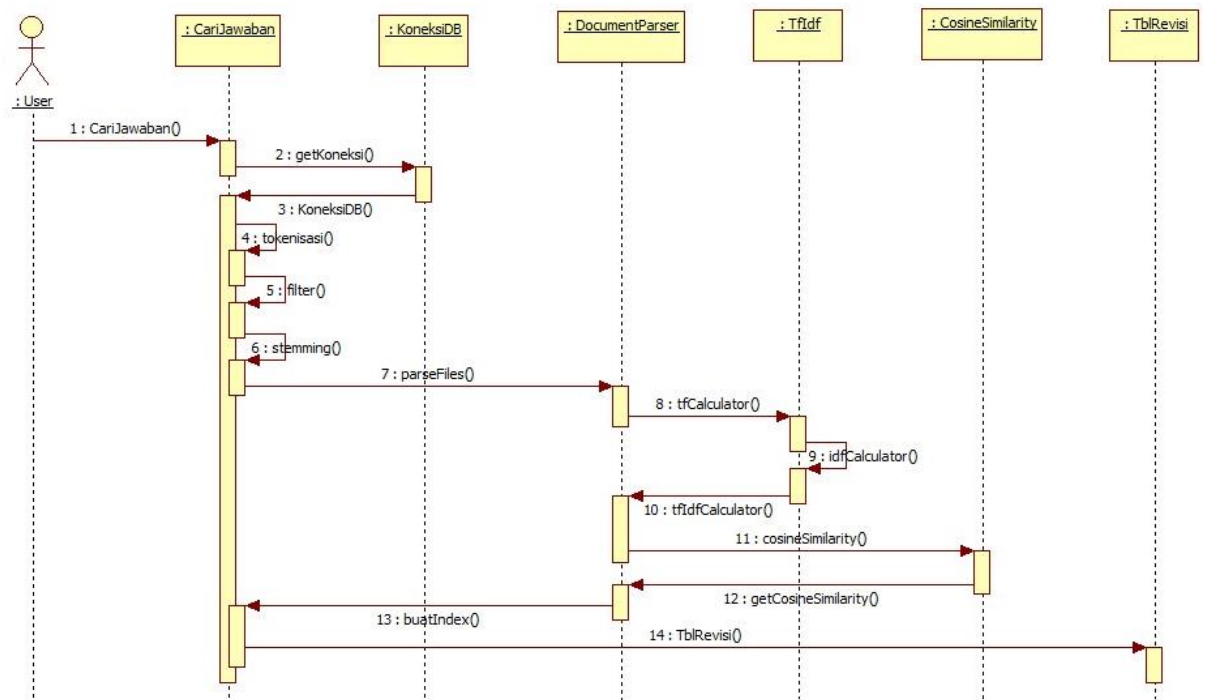 : CariJawaban
: KoneksiDB
: DocumentParser
: TfIdf
: CosineSimilarity
: TblRevisi
: User
1 : CariJawaban()
2 : getKoneksi()
3 : KoneksiDB()
4 : tokenisasi()
5 : filter()
6 : stemming()
7 : parseFiles()
8 : tfCalculator()
9 : idfCalculator()
10 : tfIdfCalculator()
11 : cosineSimilarity()
12 : getCosineSimilarity()
13 : buatIndex()
14 : TblRevisi()